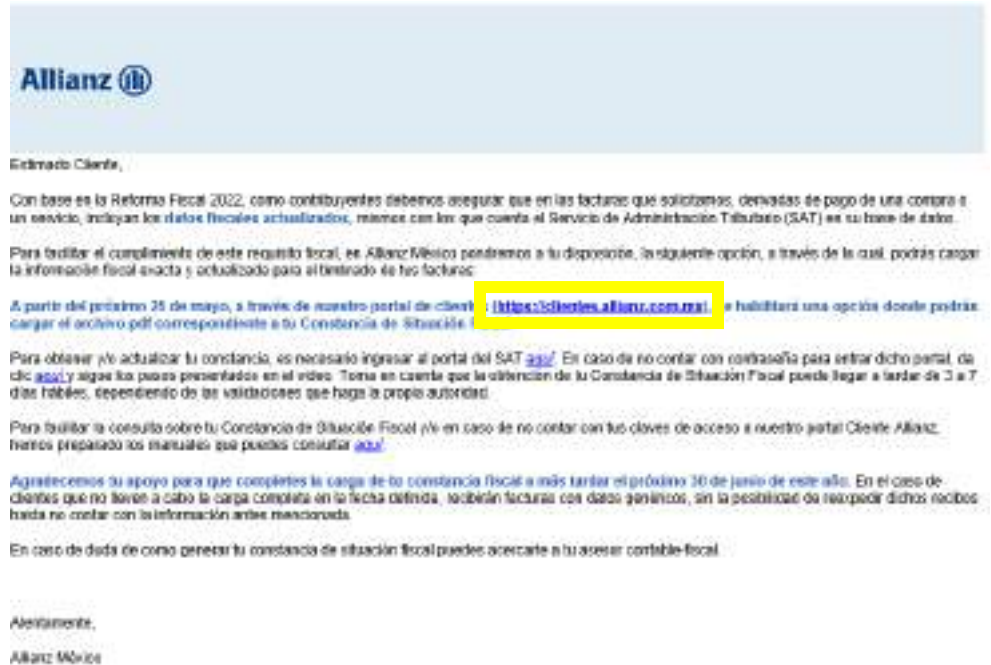 Allianz
Estimado Cliente,
Con base en la Reforma Fiscal 2022, como contribuyentes debemos asegurar que en las facturas que solicitamos, derivadas de pago de una compra o
un servicio, incluyan los datos fiscales actualizados, mismos con los que cuenta el Servicio de Administración Tributario (SAT) en su base de datos.
Para facilitar el cumplimiento de este requisito fiscal, en Allianz México pondremos a tu disposición, la siguiente opción, a través de la cual, podrás cargar
la información fiscal exacta y actualizada para el timbrado de tus facturas:
A partir del próximo 25 de mayo, a través de nuestro portal de clientes (https://clientes.allianz.com.mx), se habilitará una opción donde podrás
cargar el archivo pdf correspondiente a tu Constancia de Situación
Para obtener y/o actualizar tu constancia, es necesario ingresar al portal del SAT aquí. En caso de no contar con contraseña para entrar dicho portal, da
clic aquí y sigue los pasos presentados en el video. Toma en cuenta que la obtención de tu Constancia de Situación Fiscal puede llegar a tardar de 3 a 7
días hábiles, dependiendo de las validaciones que haga la propia autoridad.
Para facilitar la consulta sobre tu Constancia de Situación Fiscal y/o en caso de no contar con tus claves de acceso a nuestro portal Cliente Allianz,
hemos preparado los manuales que puedes consultar aquí.
Agradecemos tu apoyo para que completes la carga de tu constancia fiscal a más tardar el próximo 30 de junio de este año. En el caso de
clientes que no lleven a cabo la carga completa en la fecha definida, recibirán facturas con datos genéricos, sin la posibilidad de reexpedir dichos recibos
hasta no contar con la información antes mencionada.
En caso de duda de como generar tu constancia de situación fiscal puedes acercarte a tu asesor contable-fiscal.
Atentamente,
Allianz México